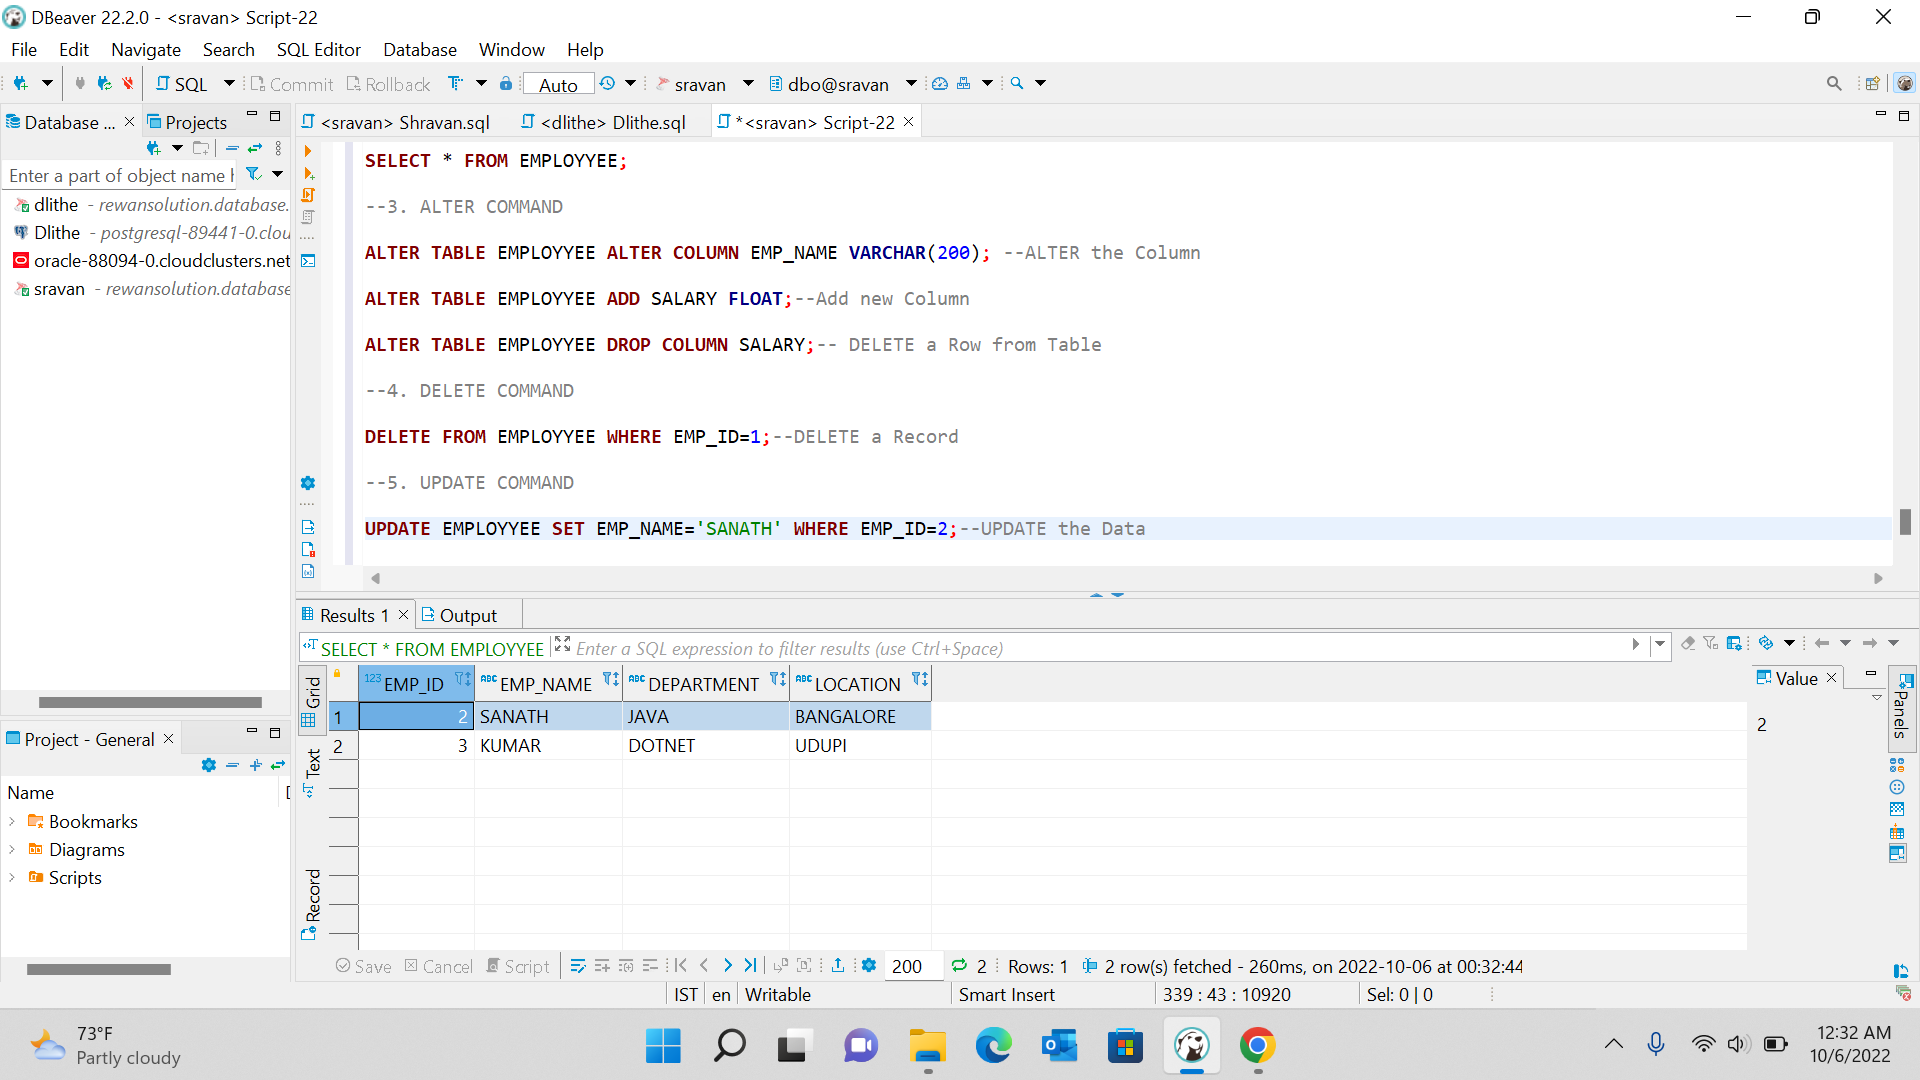 DBeaver 22.2.0 - <sravan> Script-22
File Edit Navigate Search SQL Editor Database Window Help
SQL Commit Rollback Auto sravan dbo@sravan
Database ... Projects
Enter a part of object name
dlithe - rewansolution.database.
Dlithe - postgresql-89441-0.clou
oracle-88094-0.cloudclusters.net
sravan - rewansolution.database
<sravan> Shravan.sql <dlithe> Dlithe.sql *<sravan> Script-22
SELECT * FROM EMPLOYYEE;
--3. ALTER COMMAND
ALTER TABLE EMPLOYYEE ALTER COLUMN EMP_NAME VARCHAR(200); --ALTER the Column
ALTER TABLE EMPLOYYEE ADD SALARY FLOAT;--Add new Column
ALTER TABLE EMPLOYYEE DROP COLUMN SALARY;-- DELETE a Row from Table
--4. DELETE COMMAND
DELETE FROM EMPLOYYEE WHERE EMP_ID=1;--DELETE a Record
--5. UPDATE COMMAND
UPDATE EMPLOYYEE SET EMP_NAME='SANATH' WHERE EMP_ID=2;--UPDATE the Data
Results 1 Output
SELECT * FROM EMPLOYYEE Enter a SQL expression to filter results (use Ctrl+Space)
Grid
Text
Record
123 EMP_ID ABC EMP_NAME ABC DEPARTMENT ABC LOCATION
1 2 SANATH JAVA BANGALORE
2 3 KUMAR DOTNET UDUPI
Value
2
Panels
Project - General
Name
Bookmarks
Diagrams
Scripts
Save Cancel Script 200 2 Rows: 1 2 row(s) fetched - 260ms, on 2022-10-06 at 00:32:44
IST en Writable Smart Insert 339 : 43 : 10920 Sel: 0 | 0
73°F
Partly cloudy
12:32 AM
10/6/2022